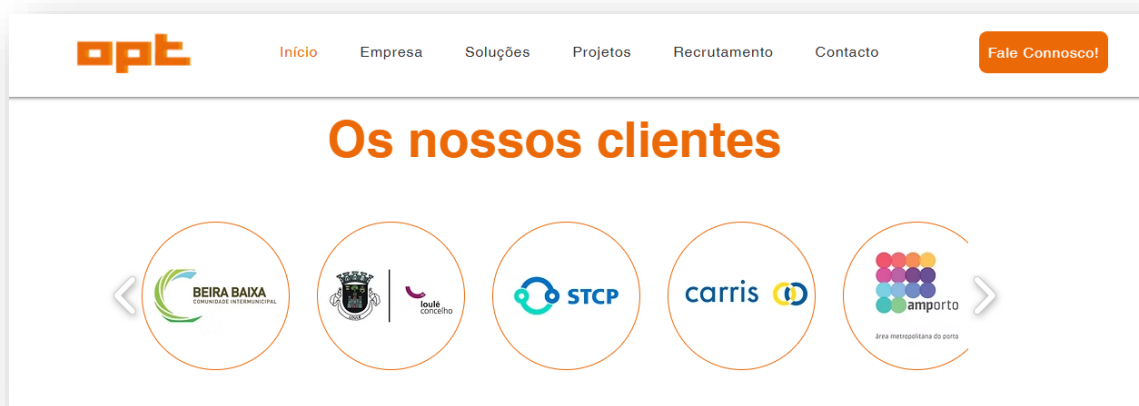 opt
Início
Empresa
Soluções
Projetos
Recrutamento
Contacto
Fale Connosco!
Os nossos clientes
BEIRA BAIXA
COMUNIDADE INTERMUNICIPAL
LOULÉ
loulé
concelho
STCP
carris
amporto
área metropolitana do porto